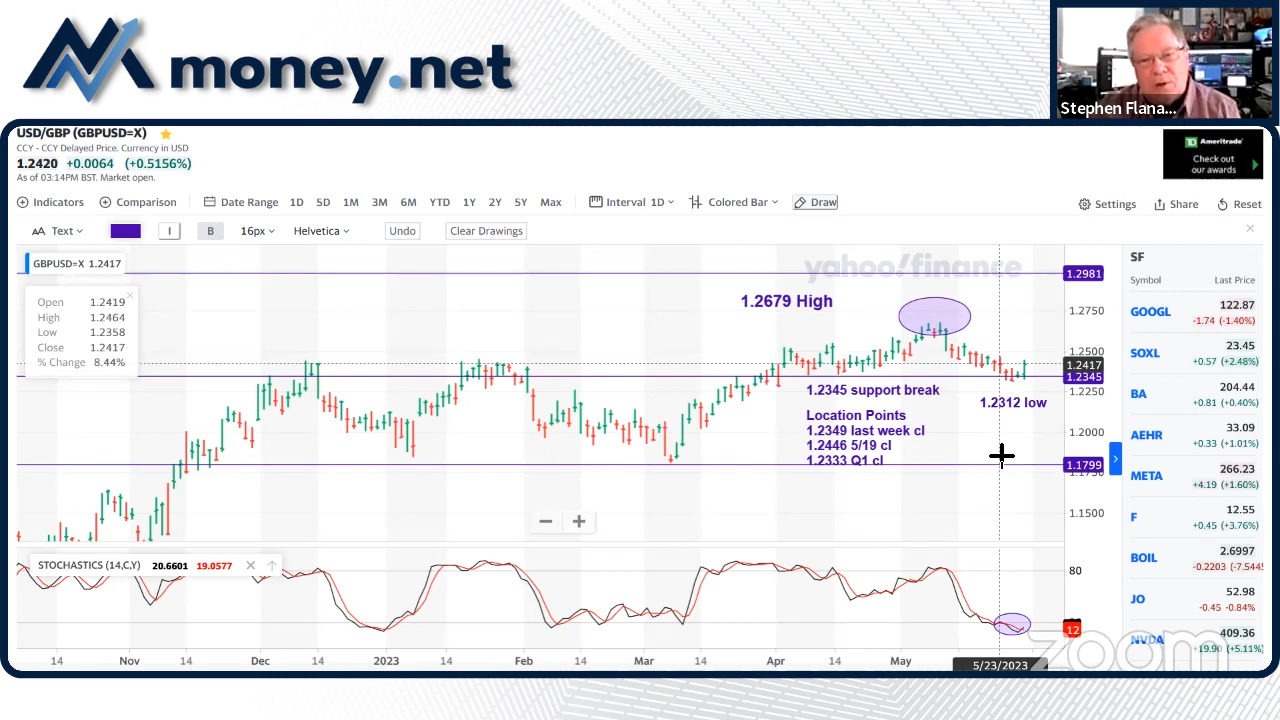 money.net
Stephen Flana...
USD/GBP (GBPUSD=X)
CCY - CCY Delayed Price. Currency in USD
1.2420 +0.0064 (+0.5156%)
As of 03:14PM BST. Market open.
TD Ameritrade
Check out
our awards
Indicators Comparison Date Range 1D 5D 1M 3M 6M YTD 1Y 2Y 5Y Max Interval 1D Colored Bar Draw Settings Share Reset
AA Text I B 16px Helvetica Undo Clear Drawings
GBPUSD=X 1.2417
yahoo!finance
Open 1.2419
High 1.2464
Low 1.2358
Close 1.2417
% Change 8.44%
1.2679 High
1.2345 support break
1.2312 low
Location Points
1.2349 last week cl
1.2446 5/19 cl
1.2333 Q1 cl
1.2981
1.2750
1.2500
1.2417
1.2345
1.2250
1.2000
1.1799
1.1750
1.1500
STOCHASTICS (14,C,Y) 20.6601 19.0577
80
12
14 Nov 14 Dec 14 2023 14 Feb 14 Mar 14 Apr 14 May 5/23/2023
SF
Symbol Last Price
GOOGL 122.87
-1.74 (-1.40%)
SOXL 23.45
+0.57 (+2.48%)
BA 204.44
+0.81 (+0.40%)
AEHR 33.09
+0.33 (+1.01%)
META 266.23
+4.19 (+1.60%)
F 12.55
+0.45 (+3.76%)
BOIL 2.6997
-0.2203 (-7.544
JO 52.98
-0.45 -0.84%
NVDA 409.36
+19.90 (+5.11%)
zoom